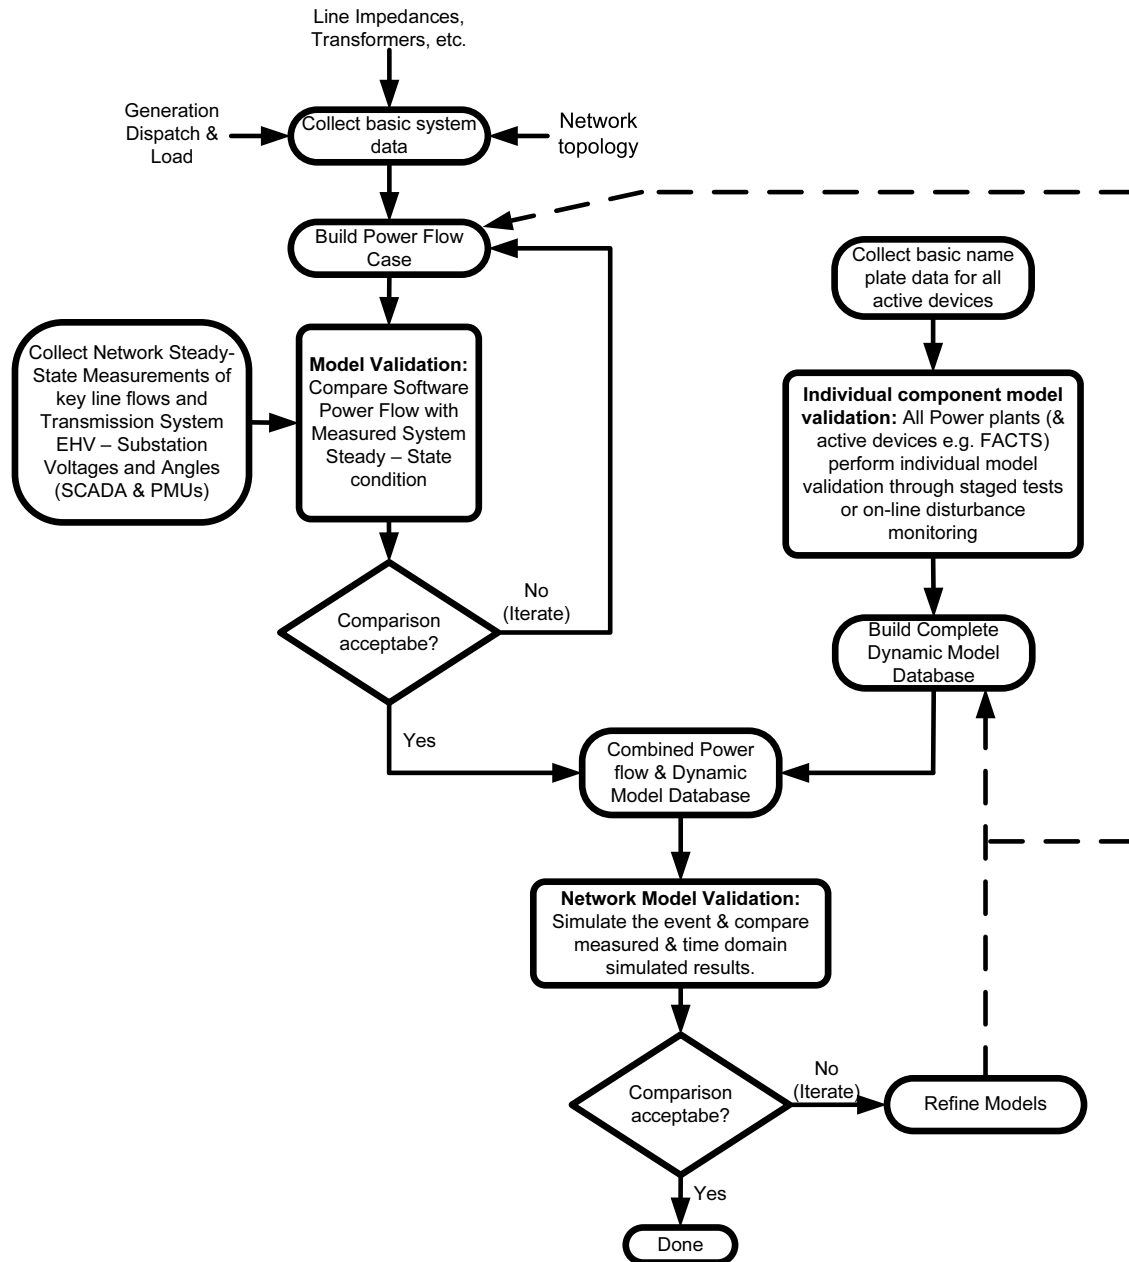 Line Impedances,
Transformers, etc.
Generation
Dispatch &
Load
Collect basic system
data
Network
topology
Build Power Flow
Case
Collect basic name
plate data for all
active devices
Collect Network Steady-
State Measurements of
key line flows and
Transmission System
EHV – Substation
Voltages and Angles
(SCADA & PMUs)
Model Validation:
Compare Software
Power Flow with
Measured System
Steady – State
condition
Individual component model
validation: All Power plants (&
active devices e.g. FACTS)
perform individual model
validation through staged tests
or on-line disturbance
monitoring
No
(Iterate)
Comparison
acceptabe?
Build Complete
Dynamic Model
Database
Yes
Combined Power
flow & Dynamic
Model Database
Network Model Validation:
Simulate the event & compare
measured & time domain
simulated results.
No
(Iterate)
Comparison
acceptabe?
Refine Models
Yes
Done